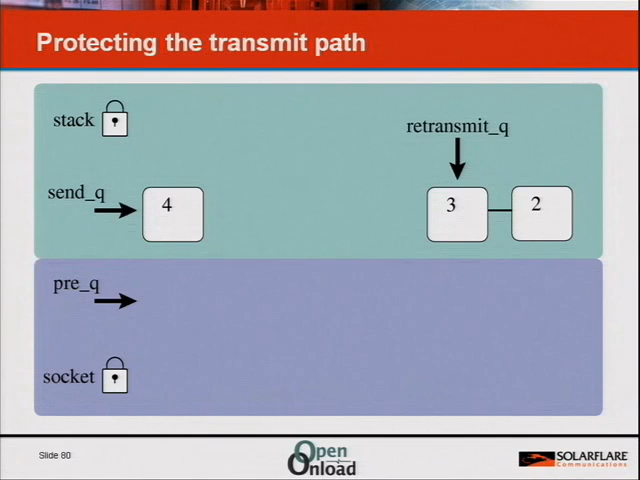 Protecting the transmit path
stack
retransmit_q
send_q
4
3
2
pre_q
socket
Slide 80
Open
Onload
SOLARFLARE
Communications